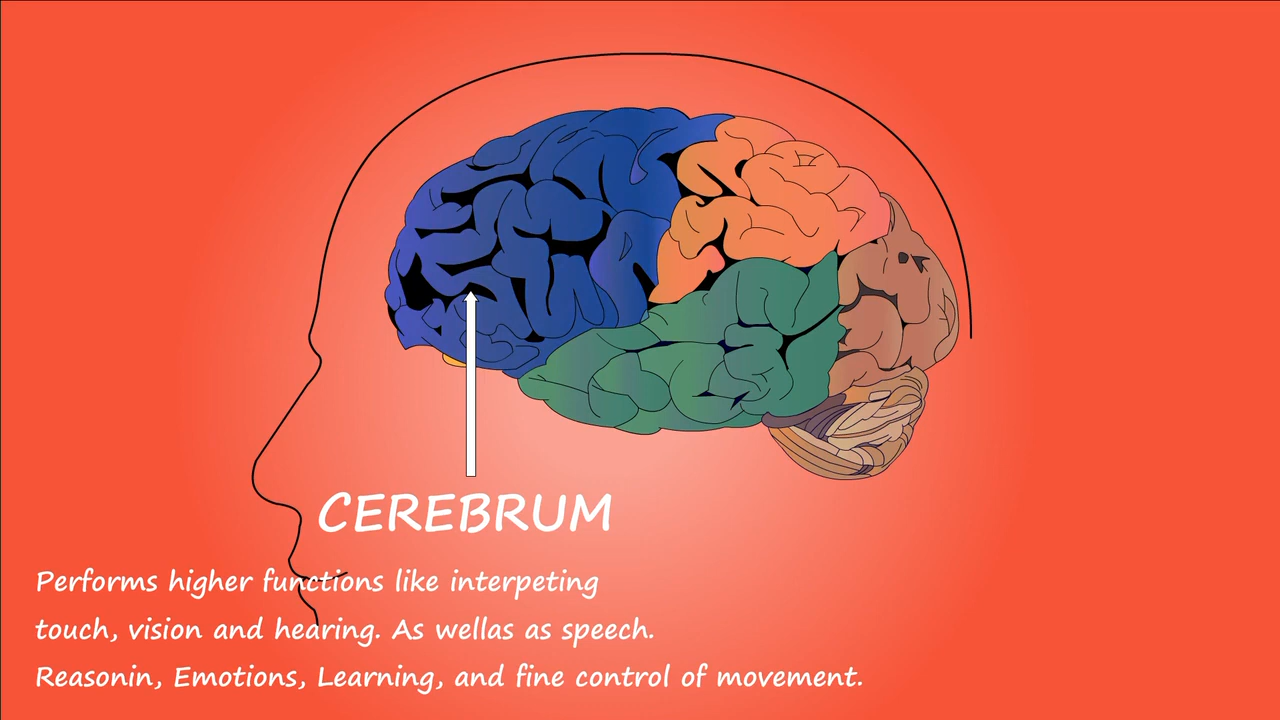 CEREBRUM
Performs higher functions like interpeting
touch, vision and hearing. As wellas as speech.
Reasonin, Emotions, Learning, and fine control of movement.